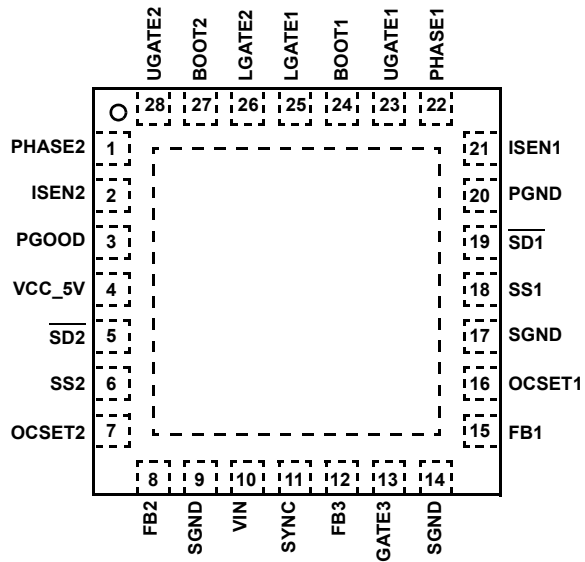 UGATE2 BOOT2 LGATE2 LGATE1 BOOT1 UGATE1 PHASE1
28 27 26 25 24 23 22
PHASE2 1 21 ISEN1
ISEN2 2 20 PGND
PGOOD 3 19 SD1
VCC_5V 4 18 SS1
SD2 5 17 SGND
SS2 6 16 OCSET1
OCSET2 7 15 FB1
8 9 10 11 12 13 14
FB2 SGND VIN SYNC FB3 GATE3 SGND